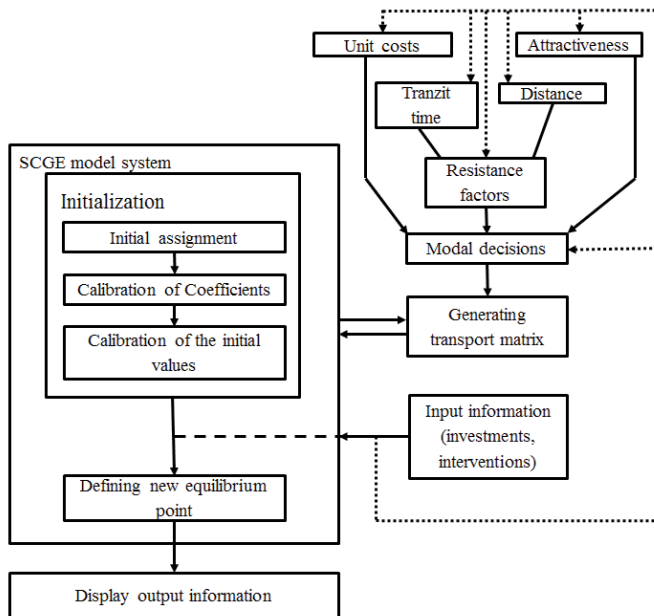 Unit costs
Attractiveness
Tranzit
time
Distance
Resistance
factors
Modal decisions
Generating
transport matrix
Input information
(investments,
interventions)
SCGE model system
Initialization
Initial assignment
Calibration of Coefficients
Calibration of the initial
values
Defining new equilibrium
point
Display output information